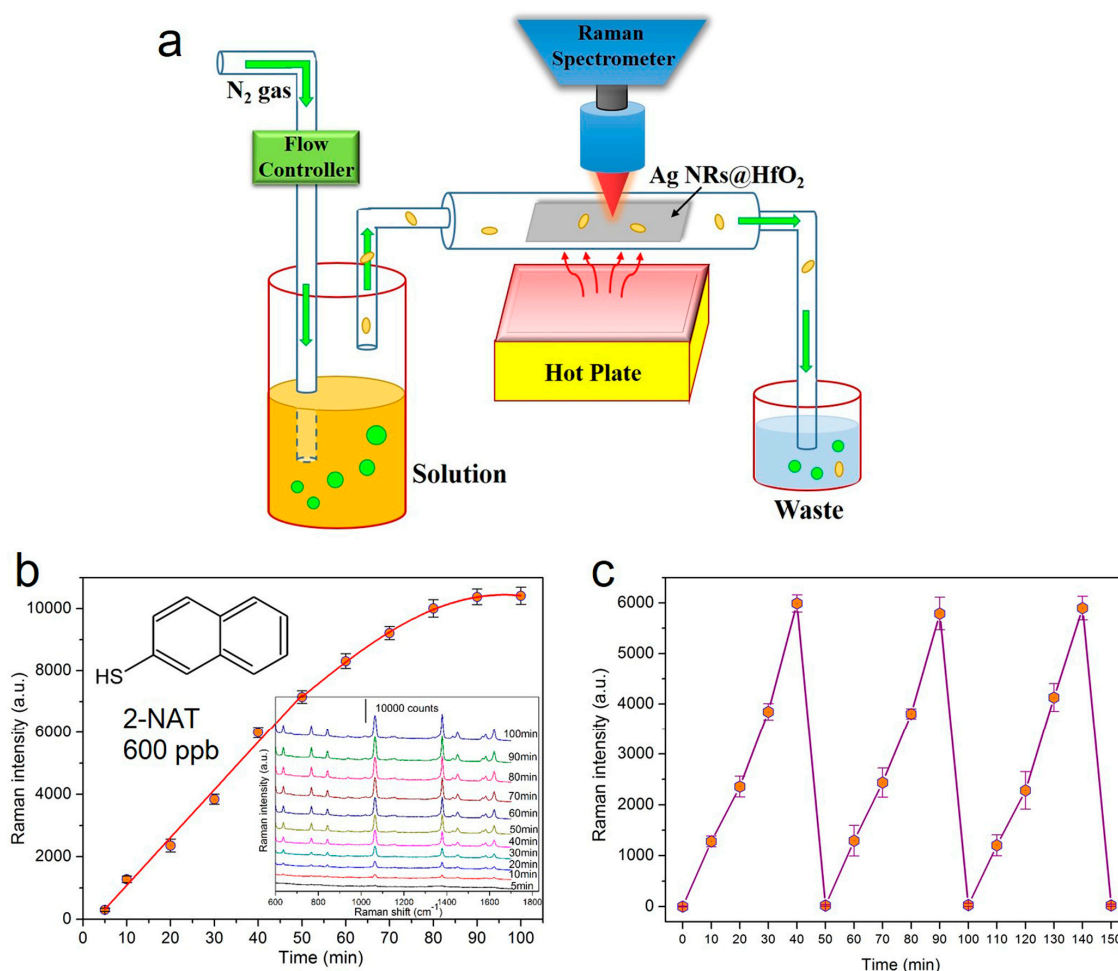 a
Raman
Spectrometer
N2 gas
Flow
Controller
Ag NRs@HfO2
Hot Plate
Solution
Waste
b
Raman intensity (a.u.)
10000
8000
6000
4000
2000
0
HS
2-NAT
600 ppb
10000 counts
Raman intensity (a.u.)
100min
90min
80min
70min
60min
50min
40min
30min
20min
10min
5min
600 800 1000 1200 1400 1600 1800
Raman shift (cm-1)
0 10 20 30 40 50 60 70 80 90 100
Time (min)
c
Raman intensity (a.u.)
6000
5000
4000
3000
2000
1000
0
0 10 20 30 40 50 60 70 80 90 100 110 120 130 140 150
Time (min)